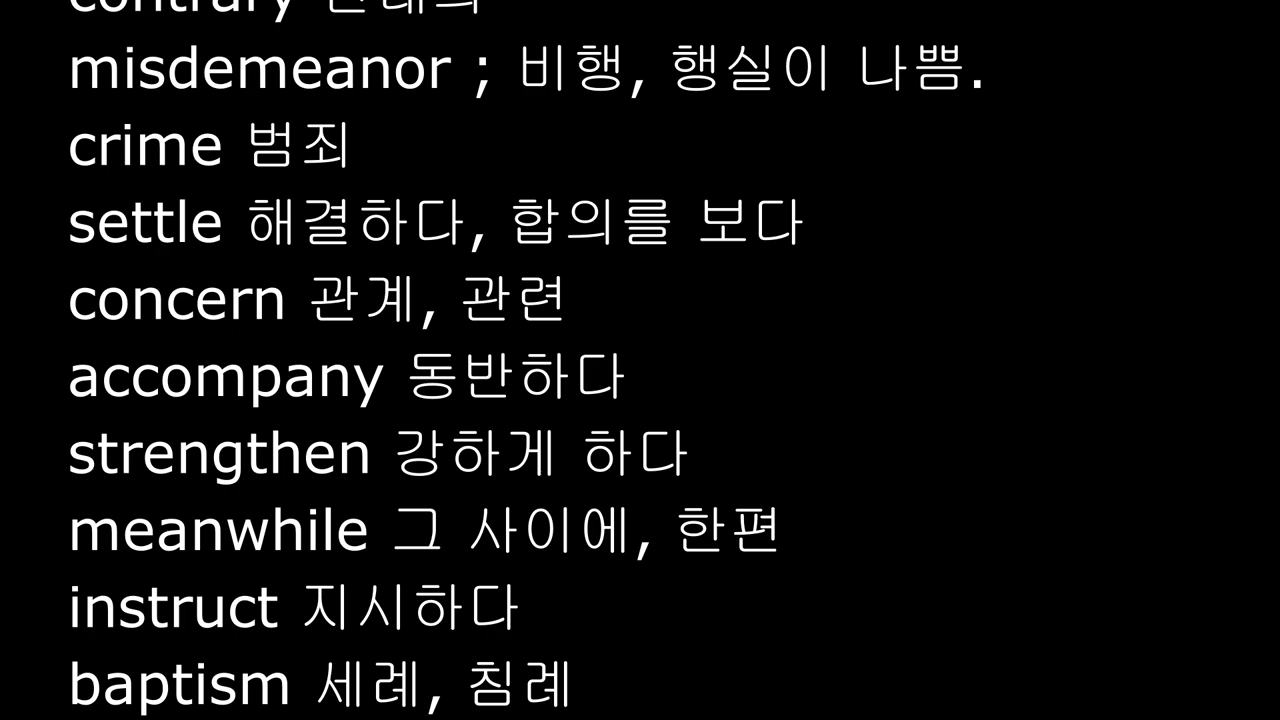 contrary
misdemeanor ; 비행, 행실이 나쁨.
crime 범죄
settle 해결하다, 합의를 보다
concern 관계, 관련
accompany 동반하다
strengthen 강하게 하다
meanwhile 그 사이에, 한편
instruct 지시하다
baptism 세례, 침례